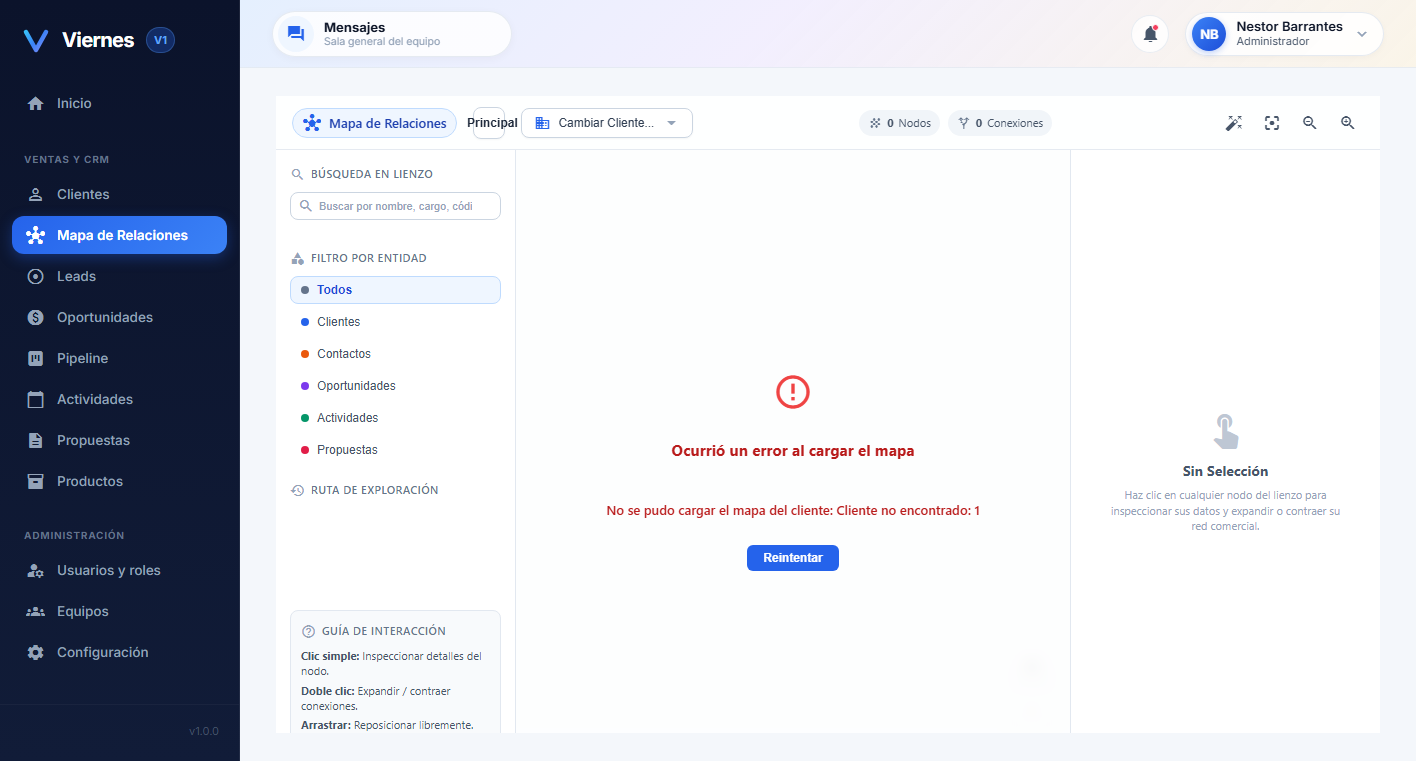 Viernes V1
Inicio
VENTAS Y CRM
Clientes
Mapa de Relaciones
Leads
Oportunidades
Pipeline
Actividades
Propuestas
Productos
ADMINISTRACIÓN
Usuarios y roles
Equipos
Configuración
v1.0.0
Mensajes
Sala general del equipo
NB
Nestor Barrantes
Administrador
Mapa de Relaciones
Principal
Cambiar Cliente...
0 Nodos
0 Conexiones
BÚSQUEDA EN LIENZO
Buscar por nombre, cargo, códi
FILTRO POR ENTIDAD
Todos
Clientes
Contactos
Oportunidades
Actividades
Propuestas
RUTA DE EXPLORACIÓN
GUÍA DE INTERACCIÓN
Clic simple: Inspeccionar detalles del
nodo.
Doble clic: Expandir / contraer
conexiones.
Arrastrar: Reposicionar libremente.
Ocurrió un error al cargar el mapa
No se pudo cargar el mapa del cliente: Cliente no encontrado: 1
Reintentar
Sin Selección
Haz clic en cualquier nodo del lienzo para
inspeccionar sus datos y expandir o contraer su
red comercial.